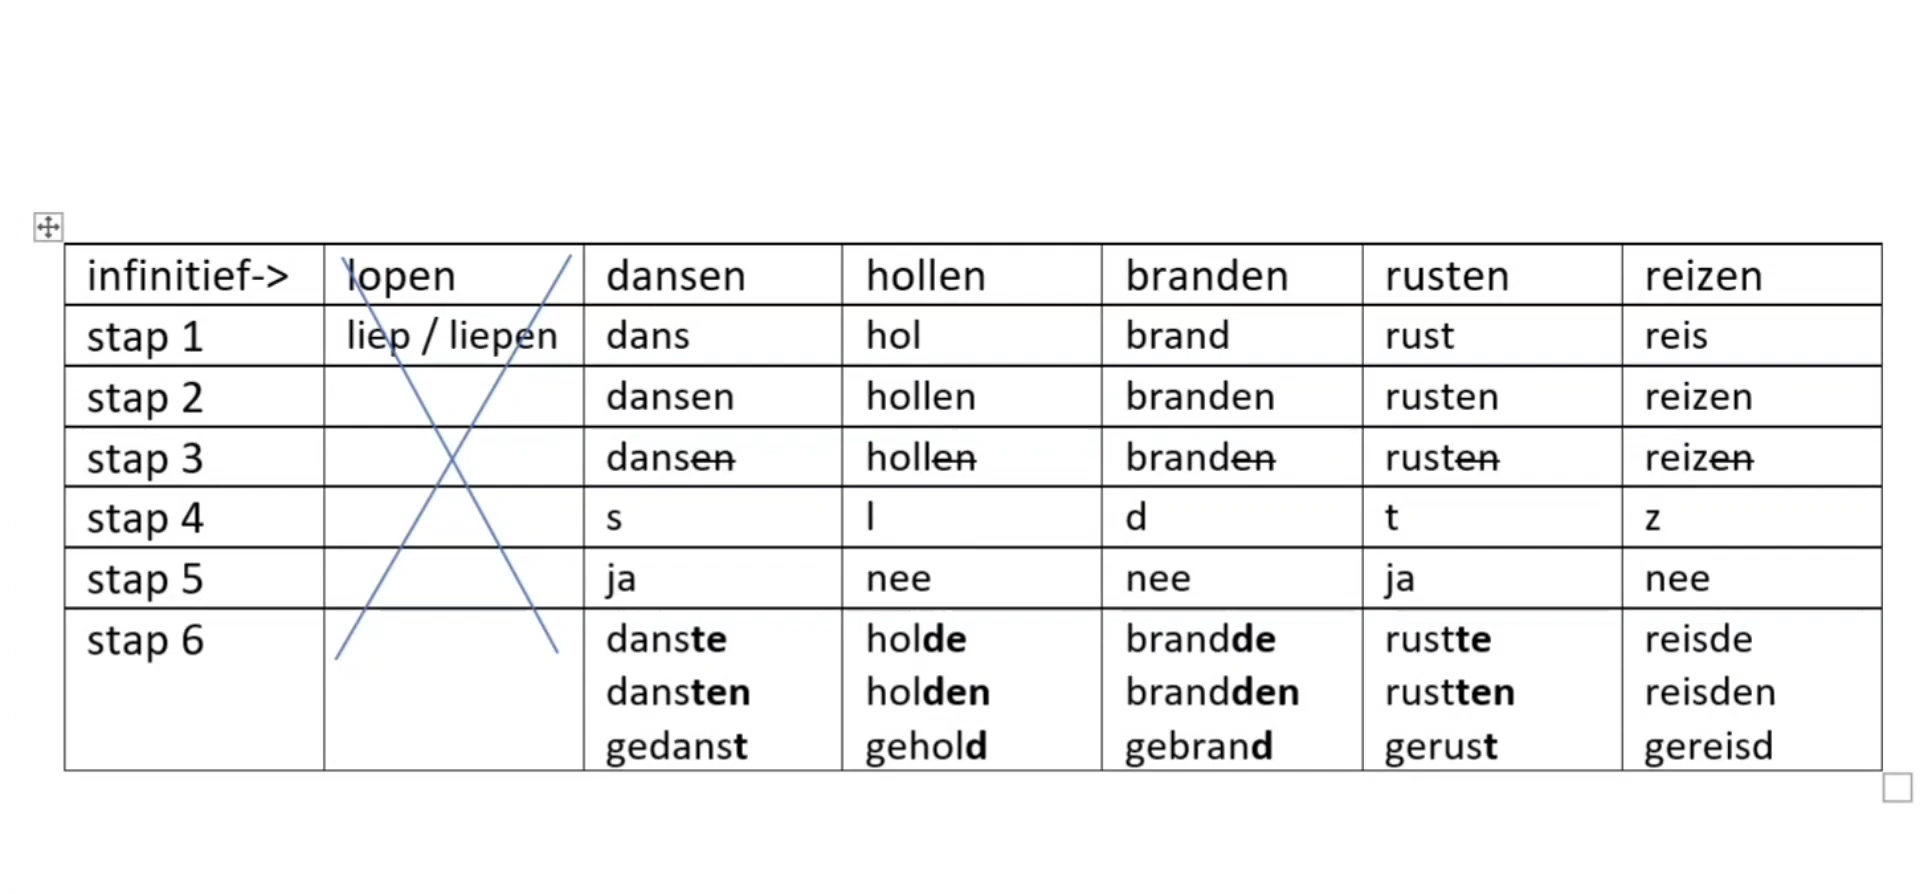 infinitief-> lopen dansen hollen branden rusten reizen
stap 1 liep / liepen dans hol brand rust reis
stap 2 dansen hollen branden rusten reizen
stap 3 dansen hollen branden rusten reizen
stap 4 s l d t z
stap 5 ja nee nee ja nee
stap 6 danste holde brandde rustte reisde
dansten holden brandden rustten reisden
gedanst gehold gebrand gerust gereisd